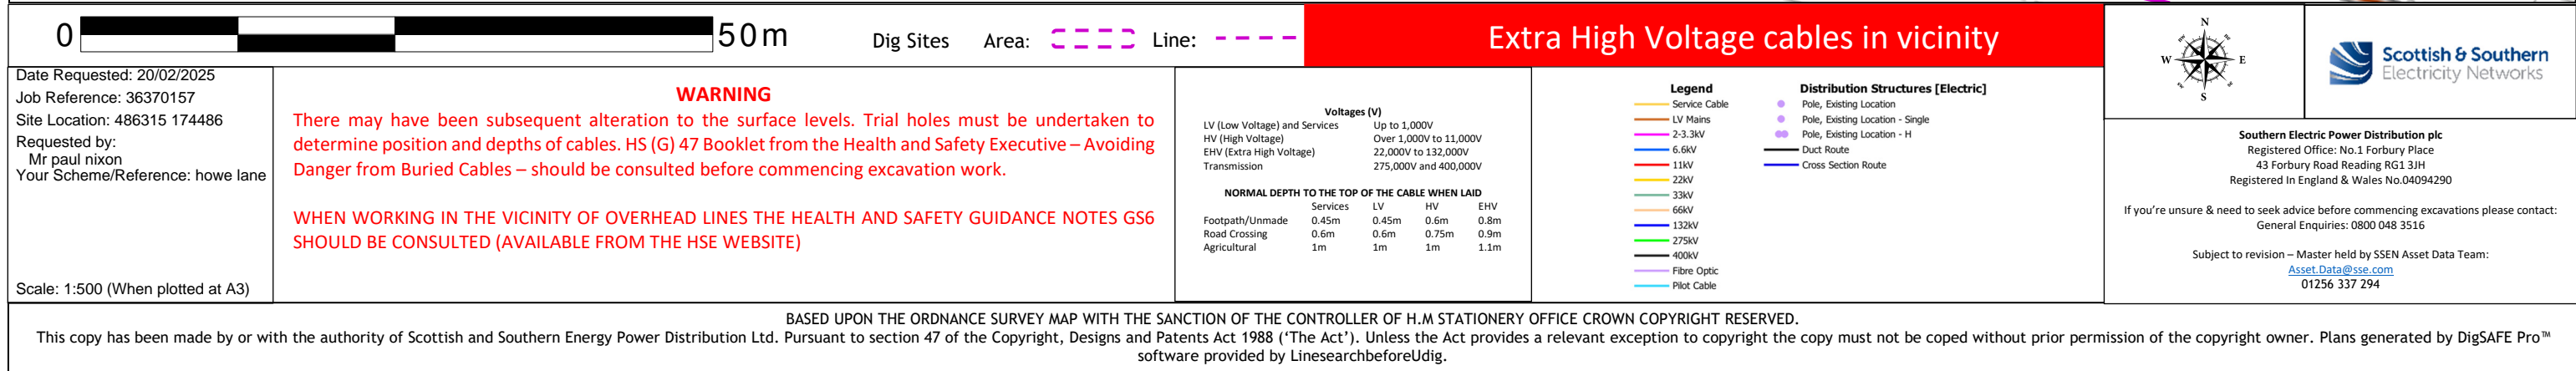 0 50m
Dig Sites Area: Line:
Extra High Voltage cables in vicinity
N
W E
S
Scottish & Southern
Electricity Networks
Date Requested: 20/02/2025
Job Reference: 36370157
Site Location: 486315 174486
Requested by:
Mr paul nixon
Your Scheme/Reference: howe lane
Scale: 1:500 (When plotted at A3)
WARNING
There may have been subsequent alteration to the surface levels. Trial holes must be undertaken to
determine position and depths of cables. HS (G) 47 Booklet from the Health and Safety Executive – Avoiding
Danger from Buried Cables – should be consulted before commencing excavation work.
WHEN WORKING IN THE VICINITY OF OVERHEAD LINES THE HEALTH AND SAFETY GUIDANCE NOTES GS6
SHOULD BE CONSULTED (AVAILABLE FROM THE HSE WEBSITE)
Voltages (V)
LV (Low Voltage) and Services Up to 1,000V
HV (High Voltage) Over 1,000V to 11,000V
EHV (Extra High Voltage) 22,000V to 132,000V
Transmission 275,000V and 400,000V
NORMAL DEPTH TO THE TOP OF THE CABLE WHEN LAID
Services LV HV EHV
Footpath/Unmade 0.45m 0.45m 0.6m 0.8m
Road Crossing 0.6m 0.6m 0.75m 0.9m
Agricultural 1m 1m 1m 1.1m
Legend
Service Cable
LV Mains
2-3.3kV
6.6kV
11kV
22kV
33kV
66kV
132kV
275kV
400kV
Fibre Optic
Pilot Cable
Distribution Structures [Electric]
Pole, Existing Location
Pole, Existing Location - Single
Pole, Existing Location - H
Duct Route
Cross Section Route
Southern Electric Power Distribution plc
Registered Office: No.1 Forbury Place
43 Forbury Road Reading RG1 3JH
Registered In England & Wales No.04094290
If you're unsure & need to seek advice before commencing excavations please contact:
General Enquiries: 0800 048 3516
Subject to revision – Master held by SSEN Asset Data Team:
Asset.Data@sse.com
01256 337 294
BASED UPON THE ORDNANCE SURVEY MAP WITH THE SANCTION OF THE CONTROLLER OF H.M STATIONERY OFFICE CROWN COPYRIGHT RESERVED.
This copy has been made by or with the authority of Scottish and Southern Energy Power Distribution Ltd. Pursuant to section 47 of the Copyright, Designs and Patents Act 1988 ('The Act'). Unless the Act provides a relevant exception to copyright the copy must not be coped without prior permission of the copyright owner. Plans generated by DigSAFE Pro™
software provided by LinesearchbeforeUdig.